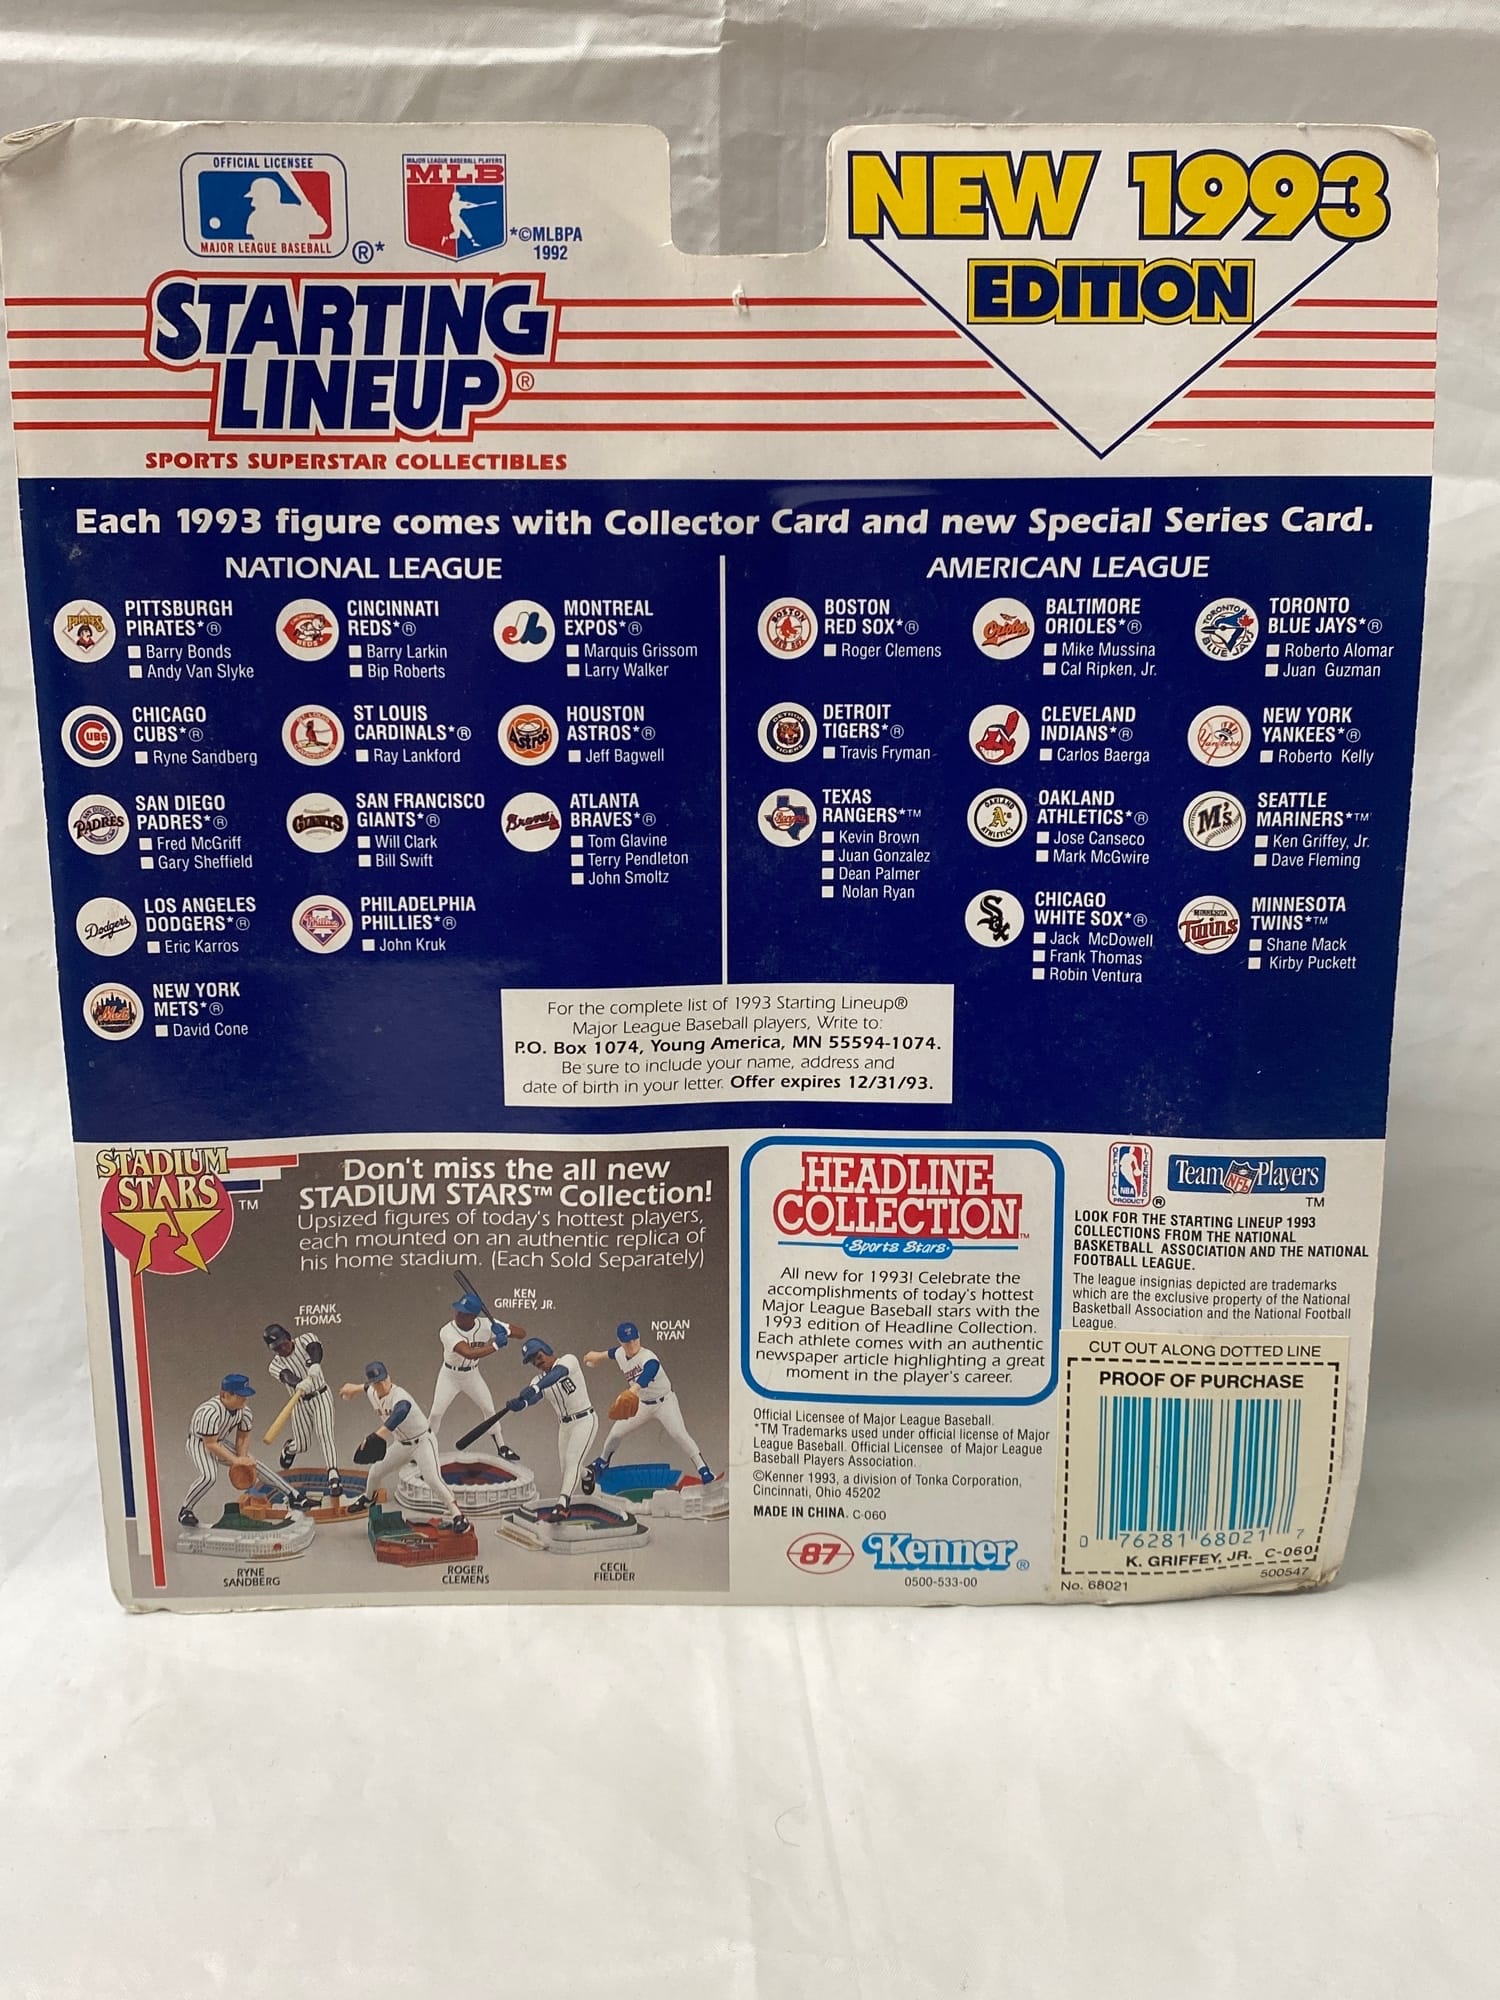 OFFICIAL LICENSEE
MAJOR LEAGUE BASEBALL
®*
MAJOR LEAGUE BASEBALL PLAYERS
MLB
*©MLBPA
1992
NEW 1993
EDITION
STARTING
LINEUP®
SPORTS SUPERSTAR COLLECTIBLES
Each 1993 figure comes with Collector Card and new Special Series Card.
NATIONAL LEAGUE
PITTSBURGH
PIRATES*®
Barry Bonds
Andy Van Slyke
CINCINNATI
REDS*®
Barry Larkin
Bip Roberts
MONTREAL
EXPOS*®
Marquis Grissom
Larry Walker
CHICAGO
CUBS*®
Ryne Sandberg
ST LOUIS
CARDINALS*®
Ray Lankford
HOUSTON
ASTROS*®
Jeff Bagwell
SAN DIEGO
PADRES*®
Fred McGriff
Gary Sheffield
SAN FRANCISCO
GIANTS*®
Will Clark
Bill Swift
ATLANTA
BRAVES*®
Tom Glavine
Terry Pendleton
John Smoltz
LOS ANGELES
DODGERS*®
Eric Karros
PHILADELPHIA
PHILLIES*®
John Kruk
NEW YORK
METS*®
David Cone
AMERICAN LEAGUE
BOSTON
RED SOX*®
Roger Clemens
BALTIMORE
ORIOLES*®
Mike Mussina
Cal Ripken, Jr.
TORONTO
BLUE JAYS*®
Roberto Alomar
Juan Guzman
DETROIT
TIGERS*®
Travis Fryman
CLEVELAND
INDIANS*®
Carlos Baerga
NEW YORK
YANKEES*®
Roberto Kelly
TEXAS
RANGERS*™
Kevin Brown
Juan Gonzalez
Dean Palmer
Nolan Ryan
OAKLAND
ATHLETICS*®
Jose Canseco
Mark McGwire
SEATTLE
MARINERS*™
Ken Griffey, Jr.
Dave Fleming
CHICAGO
WHITE SOX*®
Jack McDowell
Frank Thomas
Robin Ventura
MINNESOTA
TWINS*™
Shane Mack
Kirby Puckett
For the complete list of 1993 Starting Lineup®
Major League Baseball players, Write to:
P.O. Box 1074, Young America, MN 55594-1074.
Be sure to include your name, address and
date of birth in your letter. Offer expires 12/31/93.
STADIUM
STARS ™
Don't miss the all new
STADIUM STARS™ Collection!
Upsized figures of today's hottest players,
each mounted on an authentic replica of
his home stadium. (Each Sold Separately)
FRANK
THOMAS
KEN
GRIFFEY, JR.
NOLAN
RYAN
RYNE
SANDBERG
ROGER
CLEMENS
CECIL
FIELDER
HEADLINE
COLLECTION™
Sports Stars
All new for 1993! Celebrate the
accomplishments of today's hottest
Major League Baseball stars with the
1993 edition of Headline Collection.
Each athlete comes with an authentic
newspaper article highlighting a great
moment in the player's career.
Official Licensee of Major League Baseball.
*TM Trademarks used under official license of Major
League Baseball. Official Licensee of Major League
Baseball Players Association.
©Kenner 1993, a division of Tonka Corporation,
Cincinnati, Ohio 45202
MADE IN CHINA. C-060
87 Kenner®
0500-533-00
OFFICIAL NBA LICENSED PRODUCT ®
Team NFL Players
TM
LOOK FOR THE STARTING LINEUP 1993
COLLECTIONS FROM THE NATIONAL
BASKETBALL ASSOCIATION AND THE NATIONAL
FOOTBALL LEAGUE.
The league insignias depicted are trademarks
which are the exclusive property of the National
Basketball Association and the National Football
League.
CUT OUT ALONG DOTTED LINE
PROOF OF PURCHASE
0 76281 68021 7
K. GRIFFEY, JR. C-060
500547
No. 68021